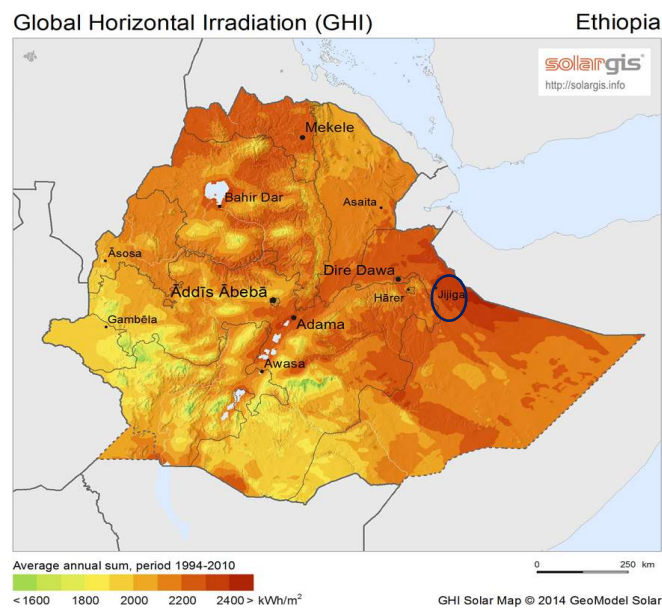 Global Horizontal Irradiation (GHI) Ethiopia
solargis
http://solargis.info
Mekele
Bahir Dar
Asaita
Āsosa
Dire Dawa
Āddīs Ābebā
Hārer
Jijiga
Gambēla
Adama
Awasa
Average annual sum, period 1994-2010
0 250 km
< 1600 1800 2000 2200 2400 > kWh/m²
GHI Solar Map © 2014 GeoModel Solar